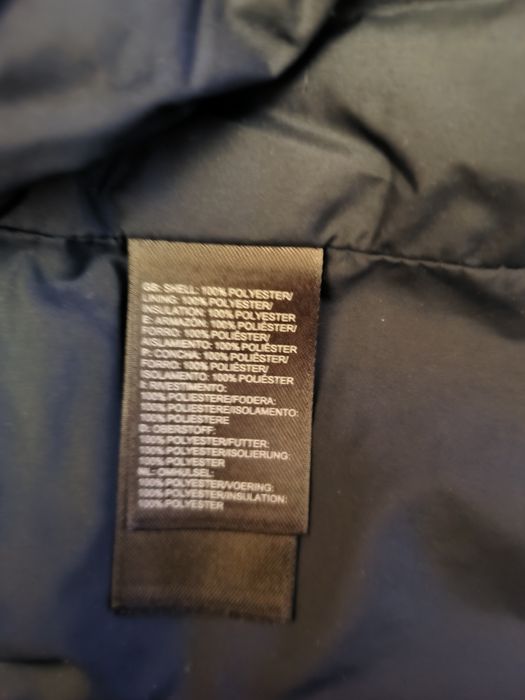 GB: SHELL: 100% POLYESTER/
LINING: 100% POLYESTER/
INSULATION: 100% POLYESTER
E: ARMAZÓN: 100% POLIÉSTER/
FORRO: 100% POLIÉSTER/
AISLAMIENTO: 100% POLIÉSTER
P: CONCHA: 100% POLIÉSTER/
100% POLIÉSTER/
ISOLAMENTO: 100% POLIÉSTER
I: RIVESTIMENTO:
100% POLIESTERE/FODERA:
100% POLIESTERE/ISOLAMENTO:
100% POLIESTERE
D: OBERSTOFF:
100% POLYESTER/FUTTER:
100% POLYESTER/ISOLIERUNG:
100% POLYESTER
NL: OMHULSEL:
100% POLYESTER/VOERING:
100% POLYESTER/INSULATION:
100% POLYESTER